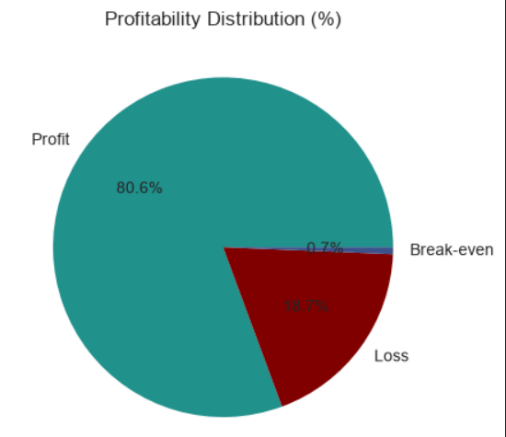 Profitability Distribution (%)
Profit
80.6%
0.7%
Break-even
18.7%
Loss